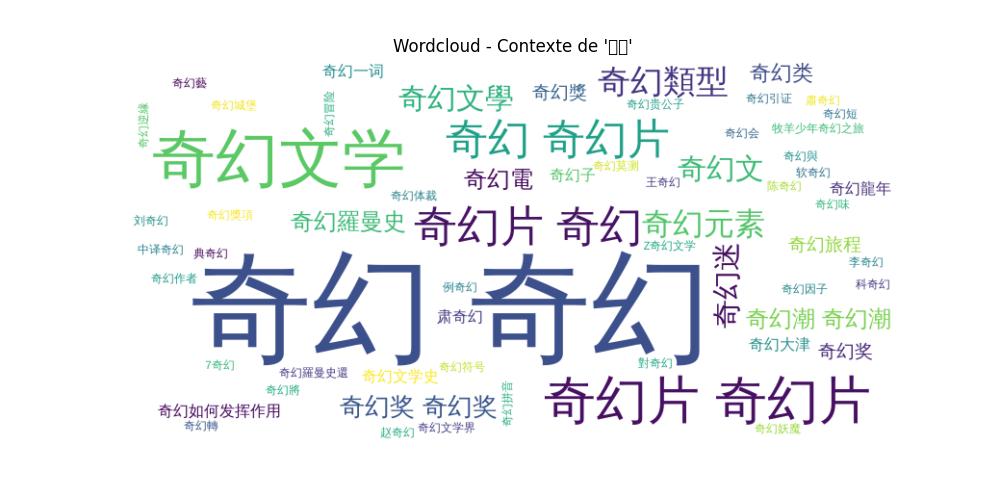 Wordcloud - Contexte de '▯▯'
奇幻一词
奇幻類型
奇幻类
奇幻藝
奇幻文學
奇幻獎
奇幻引证
肅奇幻
奇幻城堡
奇幻冒险
奇幻贵公子
奇幻短
奇幻逆緣
奇幻 奇幻片
奇幻会
牧羊少年奇幻之旅
奇幻文学
奇幻莫测
奇幻與
奇幻電
奇幻子
奇幻文
软奇幻
王奇幻
陈奇幻
奇幻龍年
奇幻体裁
奇幻味
刘奇幻
奇幻獎項
奇幻羅曼史
奇幻片 奇幻
奇幻元素
中译奇幻
典奇幻
Z奇幻文学
奇幻旅程
奇幻作者
奇幻迷
李奇幻
奇幻 奇幻
例奇幻
奇幻因子
科奇幻
肃奇幻
奇幻潮 奇幻潮
奇幻大津
奇幻奖
7奇幻
奇幻羅曼史還
奇幻文学史
奇幻符号
對奇幻
奇幻將
奇幻拼音
奇幻片 奇幻片
奇幻如何发挥作用
奇幻奖 奇幻奖
奇幻轉
赵奇幻
奇幻文学界
奇幻妖魔